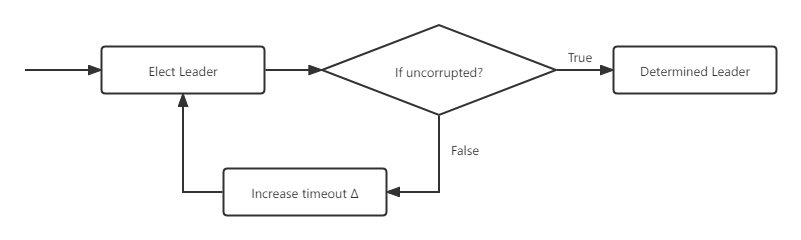 Elect Leader
If uncorrupted?
True
Determined Leader
False
Increase timeout Δ